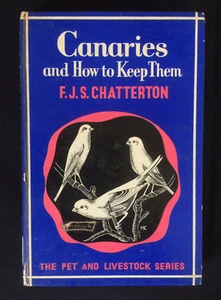 Canaries
and How to Keep Them
F.J.S. CHATTERTON
THE PET AND LIVESTOCK SERIES